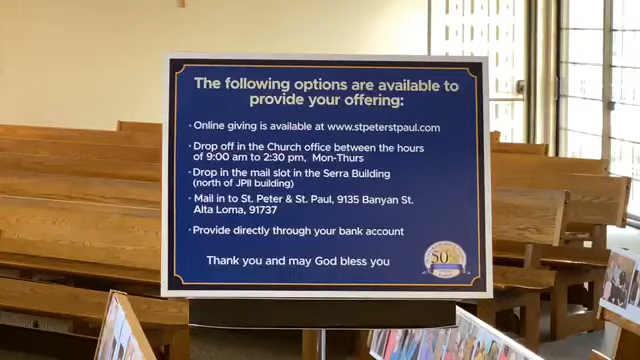 The following options are available to
provide your offering:
· Online giving is available at www.stpeterstpaul.com
· Drop off in the Church office between the hours
of 9:00 am to 2:30 pm, Mon-Thurs
· Drop in the mail slot in the Serra Building
(north of JPII building)
· Mail in to St. Peter & St. Paul, 9135 Banyan St.
Alta Loma, 91737
· Provide directly through your bank account
Thank you and may God bless you
50